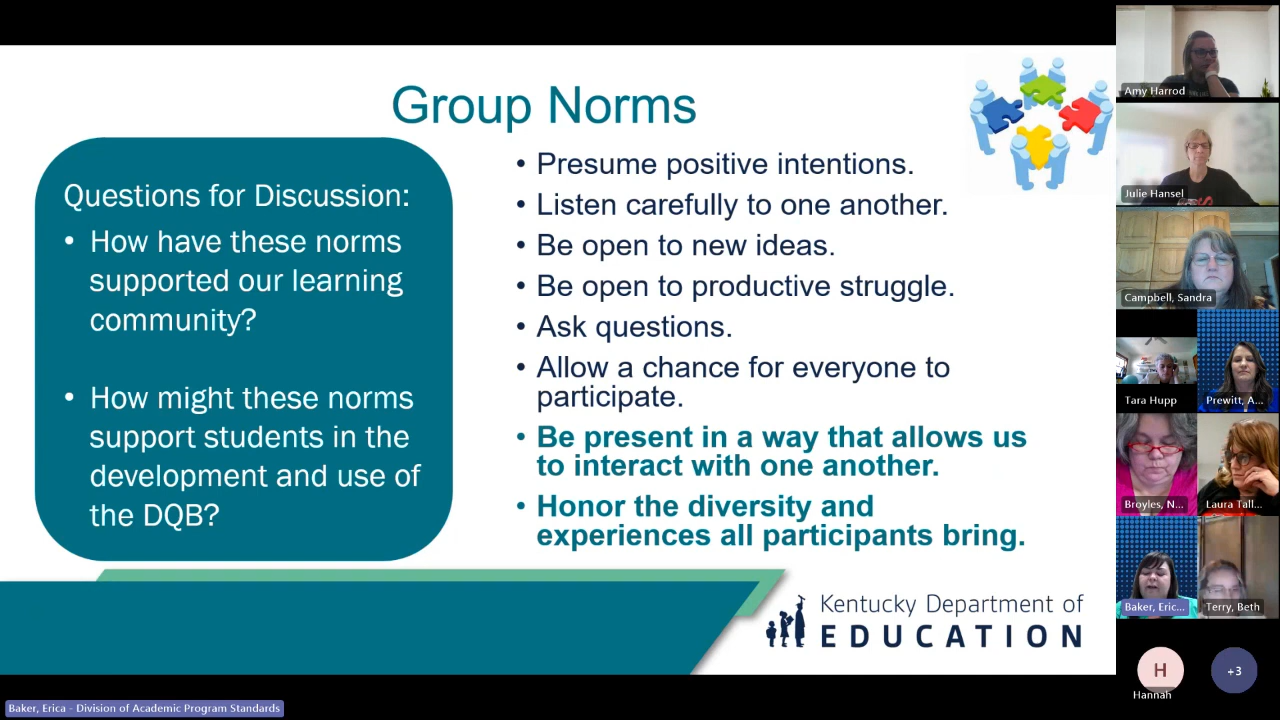 Group Norms
Questions for Discussion:
• How have these norms
supported our learning
community?
• How might these norms
support students in the
development and use of
the DQB?
• Presume positive intentions.
• Listen carefully to one another.
• Be open to new ideas.
• Be open to productive struggle.
• Ask questions.
• Allow a chance for everyone to
participate.
• Be present in a way that allows us
to interact with one another.
• Honor the diversity and
experiences all participants bring.
Kentucky Department of
EDUCATION
Amy Harrod
Julie Hansel
Campbell, Sandra
Tara Hupp
Prewitt, A...
Broyles, N...
Laura Tall...
Baker, Eric...
Terry, Beth
H
Hannah
+3
Baker, Erica - Division of Academic Program Standards